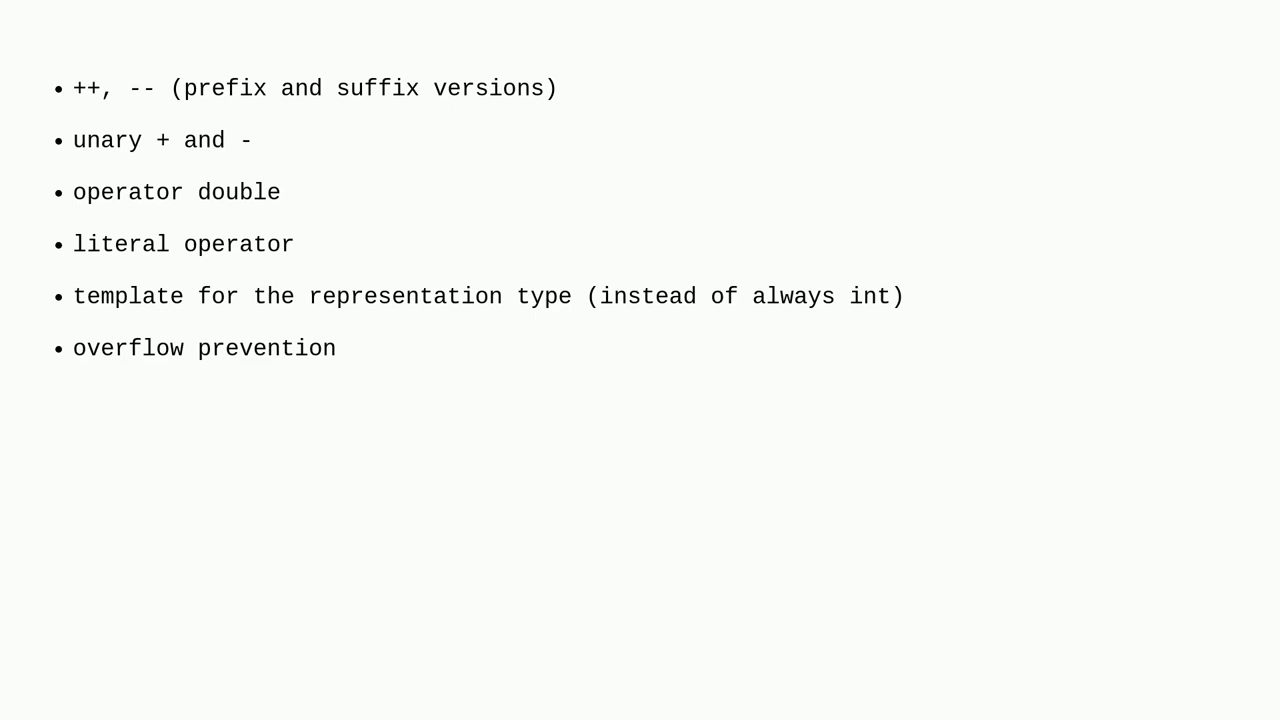 • ++, -- (prefix and suffix versions)
• unary + and -
• operator double
• literal operator
• template for the representation type (instead of always int)
• overflow prevention